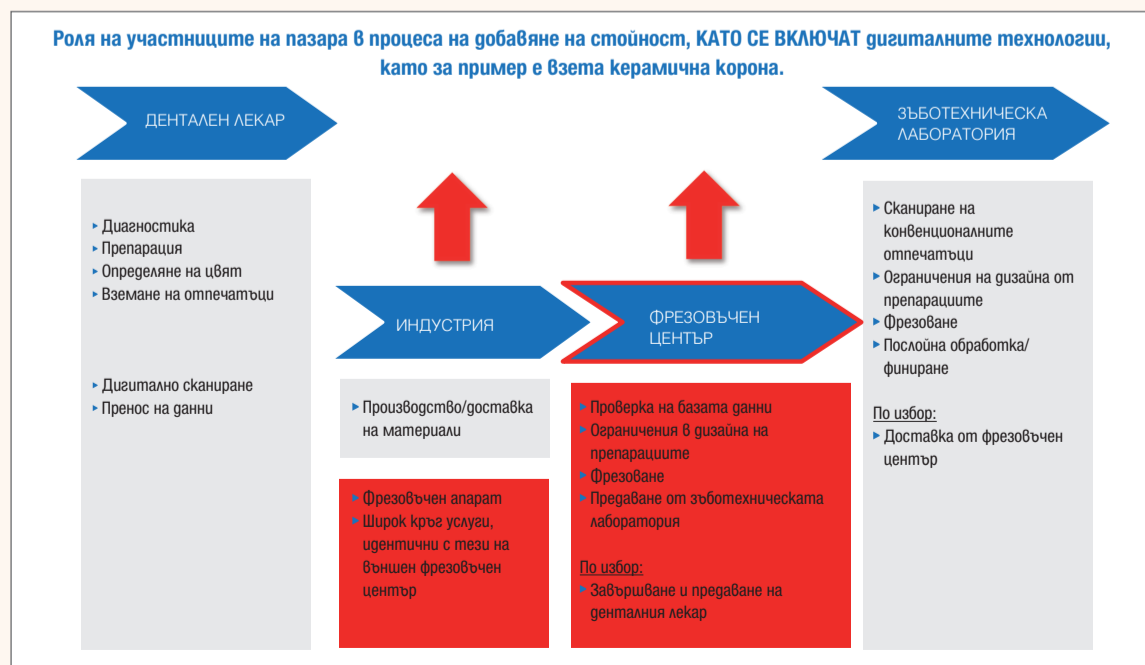 Роля на участниците на пазара в процеса на добавяне на стойност, КАТО СЕ ВКЛЮЧАТ дигиталните технологии,
като за пример е взета керамична корона.
ДЕНТАЛЕН ЛЕКАР
▸ Диагностика
▸ Препарация
▸ Определяне на цвят
▸ Вземане на отпечатъци
▸ Дигитално сканиране
▸ Пренос на данни
ИНДУСТРИЯ
▸ Производство/доставка
на материали
▸ Фрезовъчен апарат
▸ Широк кръг услуги,
идентични с тези на
външен фрезовъчен
център
ФРЕЗОВЪЧЕН
ЦЕНТЪР
▸ Проверка на базата данни
▸ Ограничения в дизайна на
препарациите
▸ Фрезоване
▸ Предаване от зъботехническата
лаборатория
По избор:
▸ Завършване и предаване на
денталния лекар
ЗЪБОТЕХНИЧЕСКА
ЛАБОРАТОРИЯ
▸ Сканиране на
конвенционалните
отпечатъци
▸ Ограничения на дизайна от
препарациите
▸ Фрезоване
▸ Послойна обработка/
финиране
По избор:
▸ Доставка от фрезовъчен
център